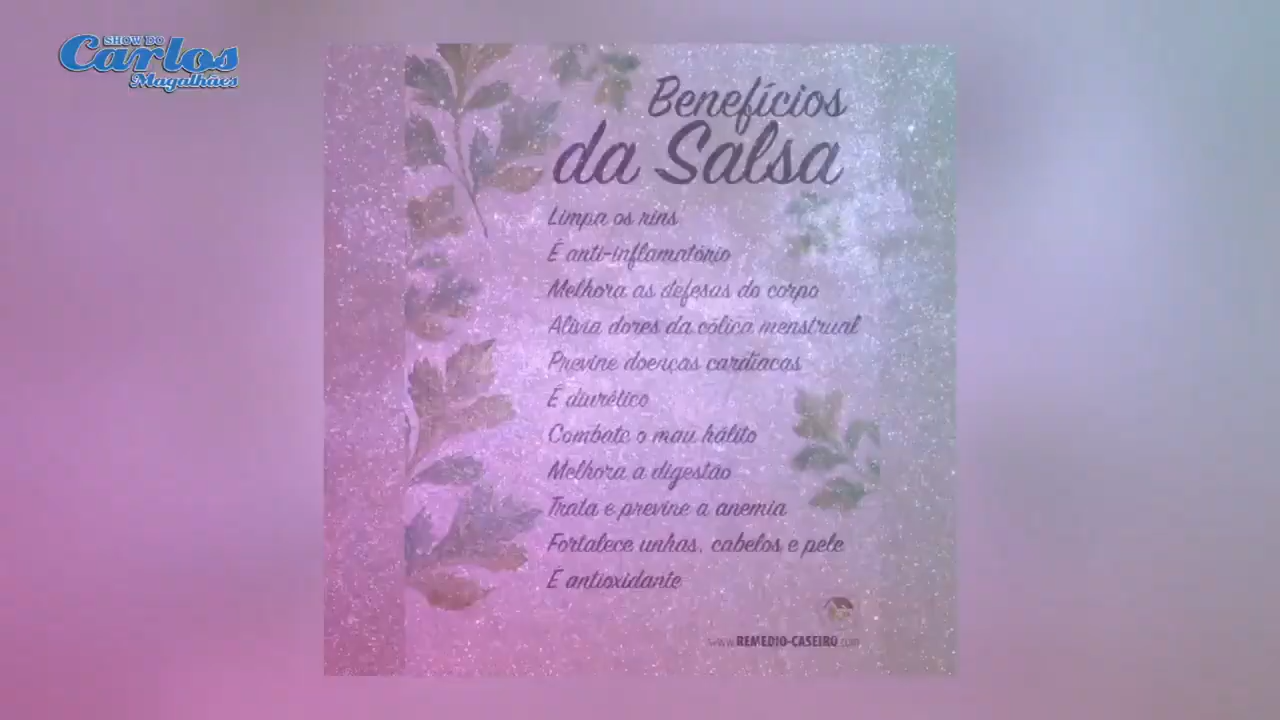 SHOW DO
Carlos
Magalhães
Benefícios
da Salsa
Limpa os rins
É anti-inflamatório
Melhora as defesas do corpo
Alivia dores da cólica menstrual
Previne doenças cardíacas
É diurético
Combate o mau hálito
Melhora a digestão
Trata e previne a anemia
Fortalece unhas, cabelos e pele
É antioxidante
www.REMEDIO-CASEIRO.com